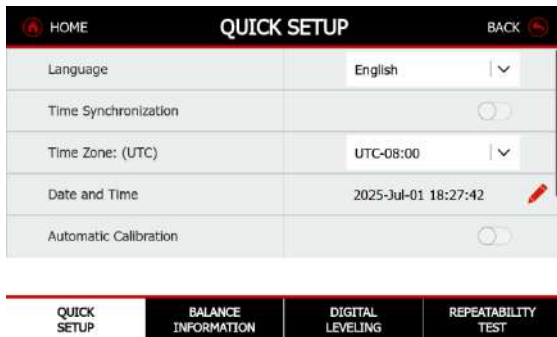 HOME
QUICK SETUP
BACK
Language
English
Time Synchronization
Time Zone: (UTC)
UTC-08:00
Date and Time
2025-Jul-01 18:27:42
Automatic Calibration
QUICK
SETUP
BALANCE
INFORMATION
DIGITAL
LEVELING
REPEATABILITY
TEST